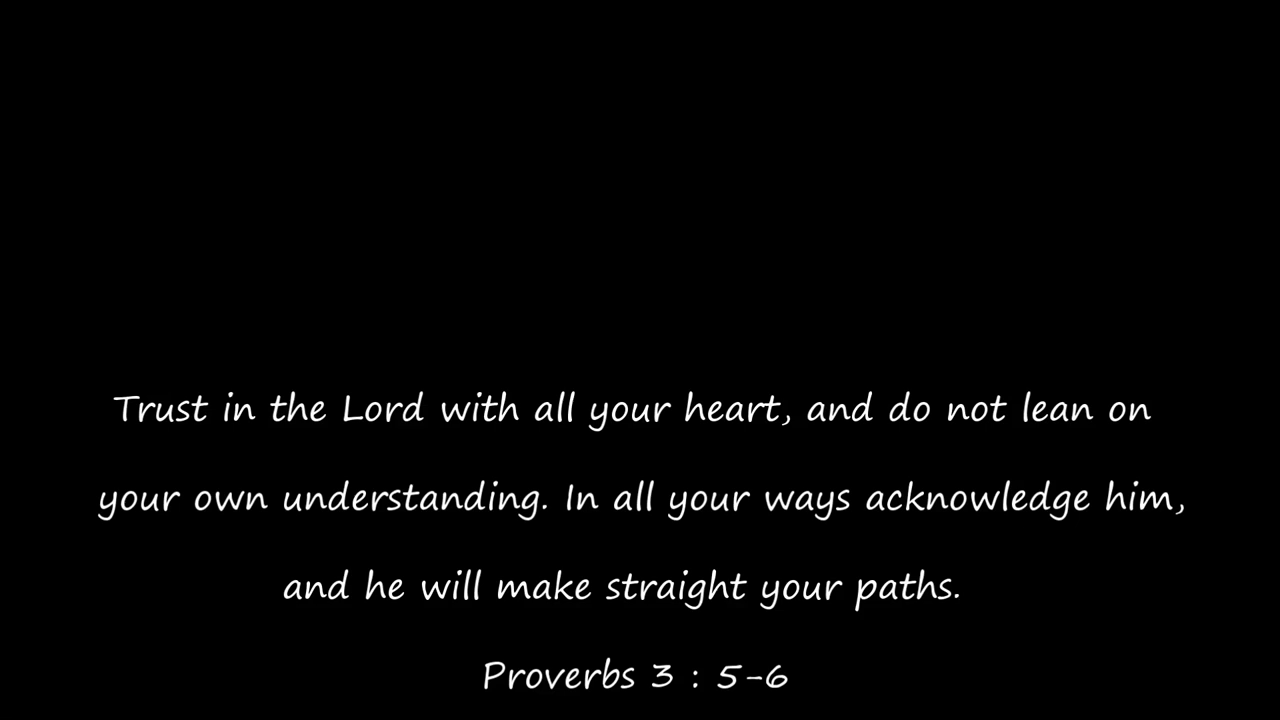 Trust in the Lord with all your heart, and do not lean on
your own understanding. In all your ways acknowledge him,
and he will make straight your paths.
Proverbs 3 : 5-6